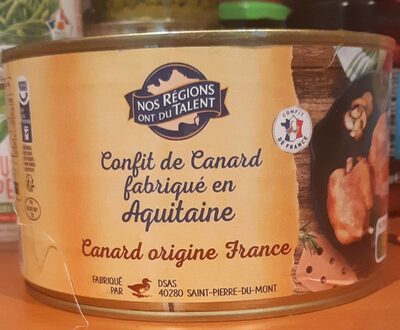 NOS RÉGIONS
ONT DU TALENT
CONFIT
DE FRANCE
Confit de Canard
fabriqué en
Aquitaine
Canard origine France
FABRIQUÉ
PAR
DSAS
40280 SAINT-PIERRE-DU-MONT